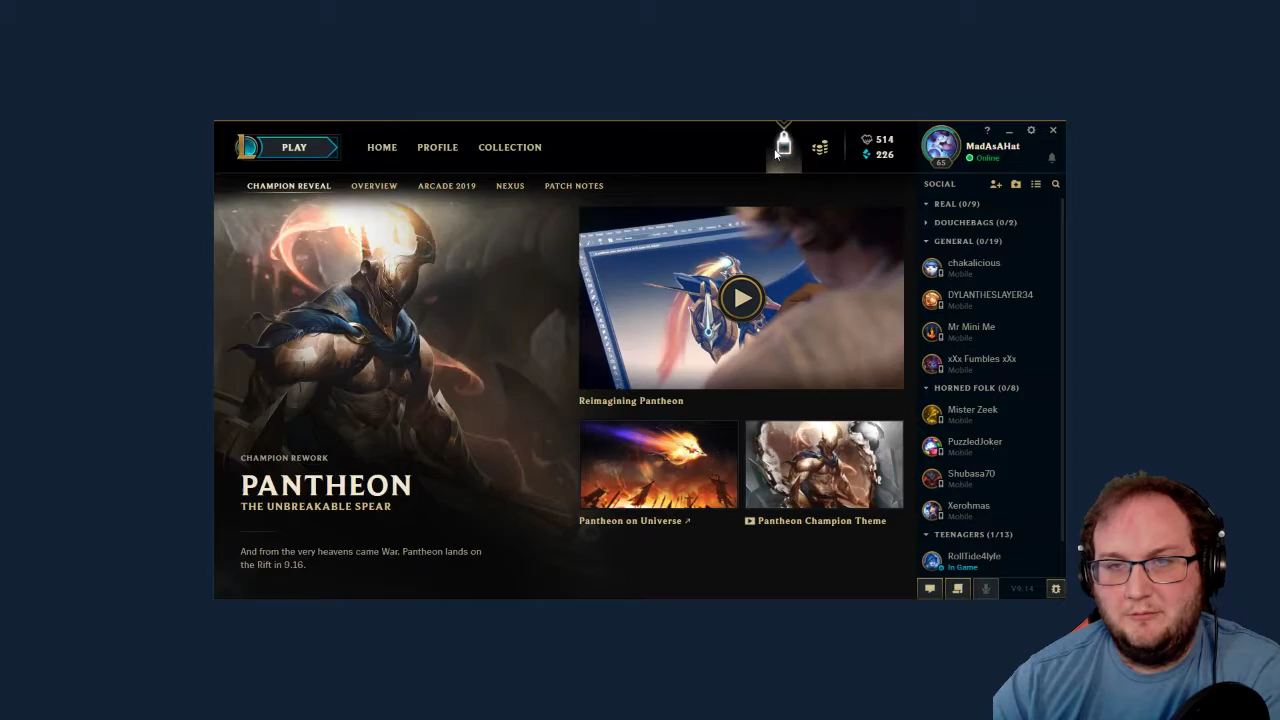 PLAY
HOME
PROFILE
COLLECTION
514
226
?
MadAsAHat
Online
65
CHAMPION REVEAL
OVERVIEW
ARCADE 2019
NEXUS
PATCH NOTES
CHAMPION REWORK
PANTHEON
THE UNBREAKABLE SPEAR
And from the very heavens came War. Pantheon lands on
the Rift in 9.16.
Reimagining Pantheon
Pantheon on Universe
Pantheon Champion Theme
SOCIAL
REAL (0/9)
DOUCHEBAGS (0/2)
GENERAL (0/19)
chakalicious
Mobile
DYLANTHESLAYER34
Mobile
Mr Mini Me
Mobile
xXx Fumbles xXx
Mobile
HORNED FOLK (0/8)
Mister Zeek
Mobile
PuzzledJoker
Mobile
Shubasa70
Mobile
Xerohmas
Mobile
TEENAGERS (1/13)
RollTide4lyfe
In Game
V9.14